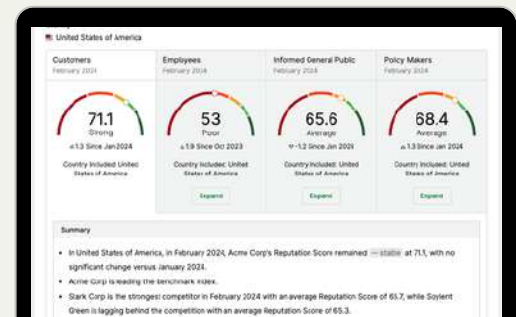 United States of America
Customers
February 2024
71.1
Strong
1.3 Since Jan 2024
Country Included: United
States of America
Employees
February 2024
53
Poor
1.9 Since Oct 2023
Country Included: United
States of America
Expand
Informed General Public
February 2024
65.6
Average
-1.2 Since Jan 2024
Country Included: United
States of America
Expand
Policy Makers
February 2024
68.4
Average
1.3 Since Jan 2024
Country Included: United
States of America
Expand
Summary
• In United States of America, in February 2024, Acme Corp's Reputation Score remained — stable at 71.1, with no
significant change versus January 2024.
• Acme Corp is leading the benchmark index.
• Stark Corp is the strongest competitor in February 2024 with an average Reputation Score of 65.7, while Soylent
Green is lagging behind the competition with an average Reputation Score of 65.3.